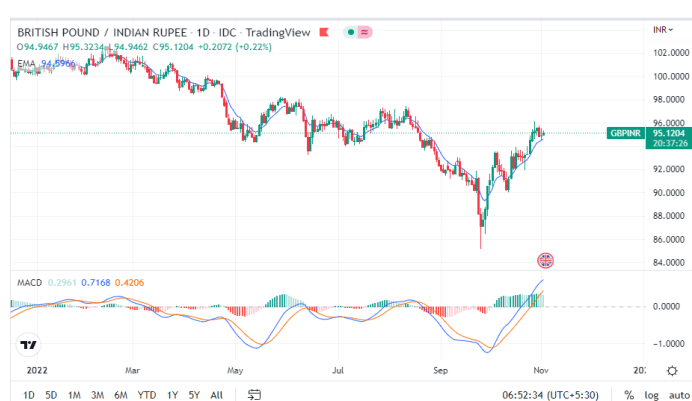 BRITISH POUND / INDIAN RUPEE · 1D · IDC · TradingView
INR
O94.9467 H95.3234 L94.9462 C95.1204 +0.2072 (+0.22%)
EMA 94.5966
102.0000
100.0000
98.0000
96.0000
GBPINR 95.1204
20:37:26
92.0000
90.0000
88.0000
86.0000
84.0000
MACD 0.2961 0.7168 0.4206
0.0000
-1.0000
2022 Mar May Jul Sep Nov 20
1D 5D 1M 3M 6M YTD 1Y 5Y All 06:52:34 (UTC+5:30) % log auto